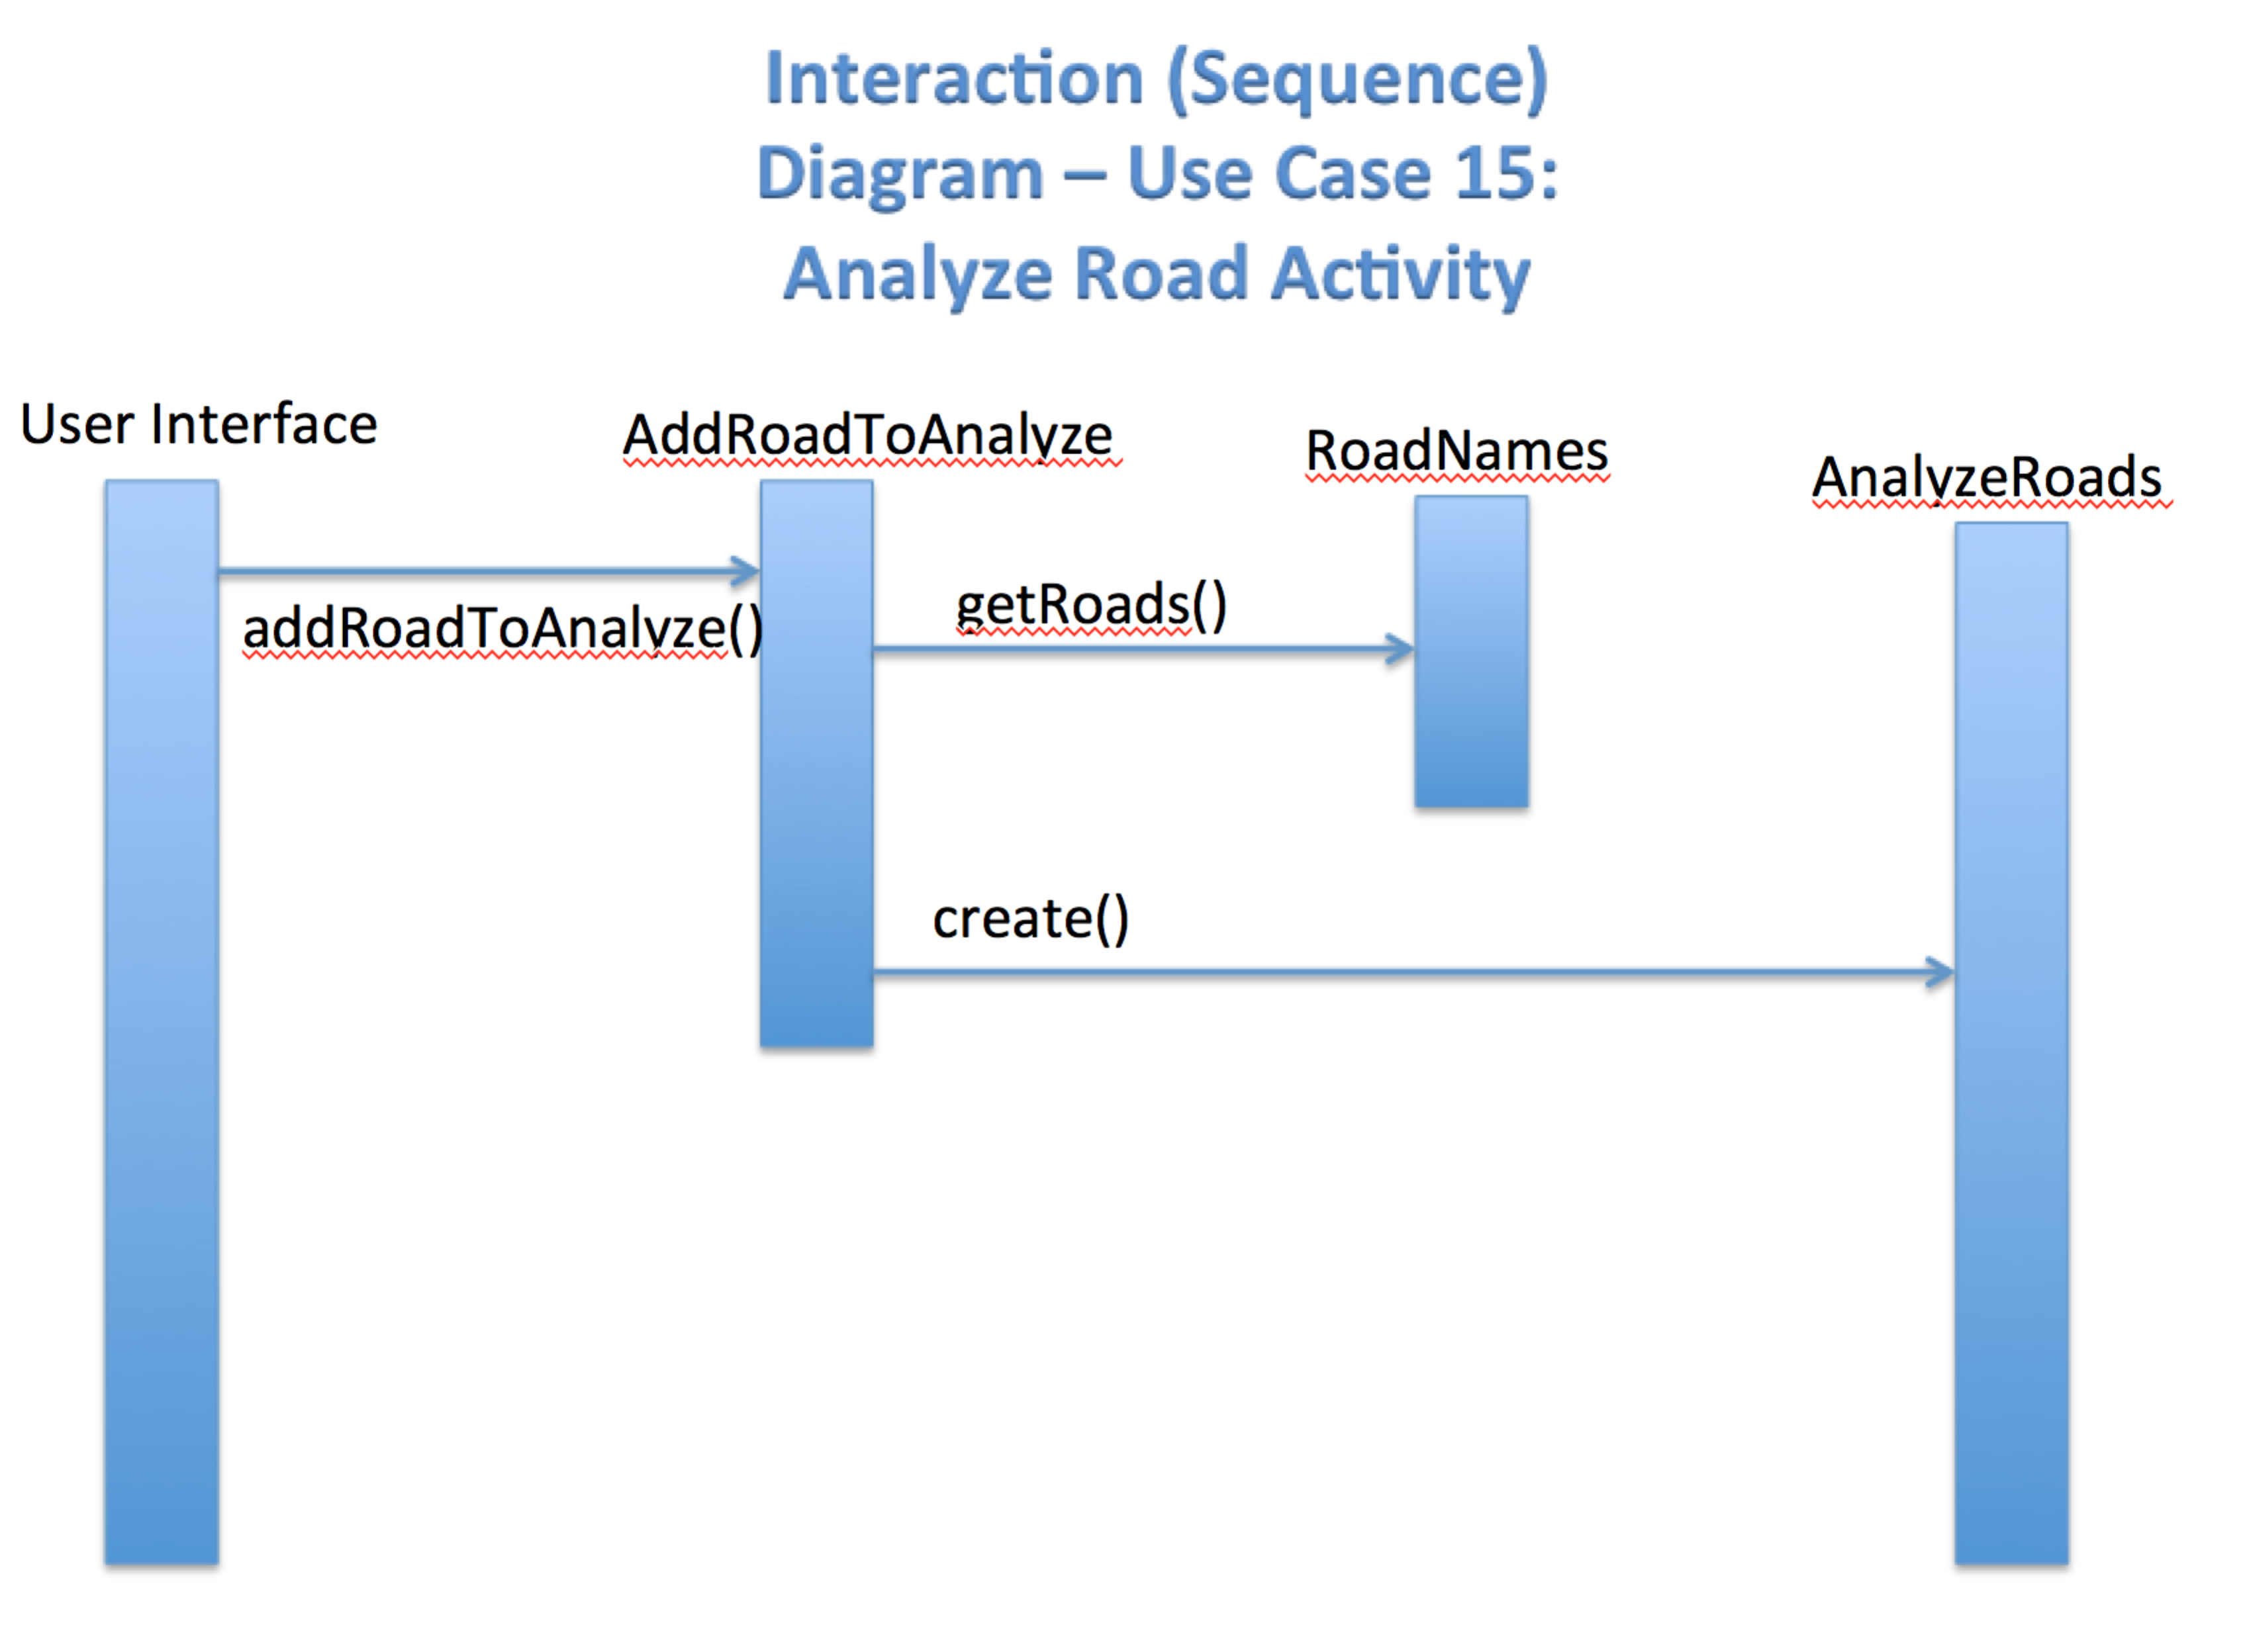 Interaction (Sequence)
Diagram – Use Case 15:
Analyze Road Activity
User Interface
AddRoadToAnalyze
RoadNames
AnalyzeRoads
addRoadToAnalyze()
getRoads()
create()